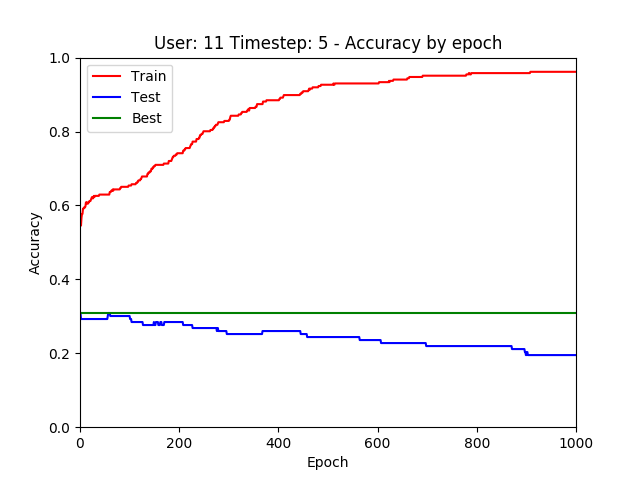 User: 11 Timestep: 5 - Accuracy by epoch
1.0
0.8
0.6
0.4
0.2
0.0
Accuracy
Train
Test
Best
0 200 400 600 800 1000
Epoch